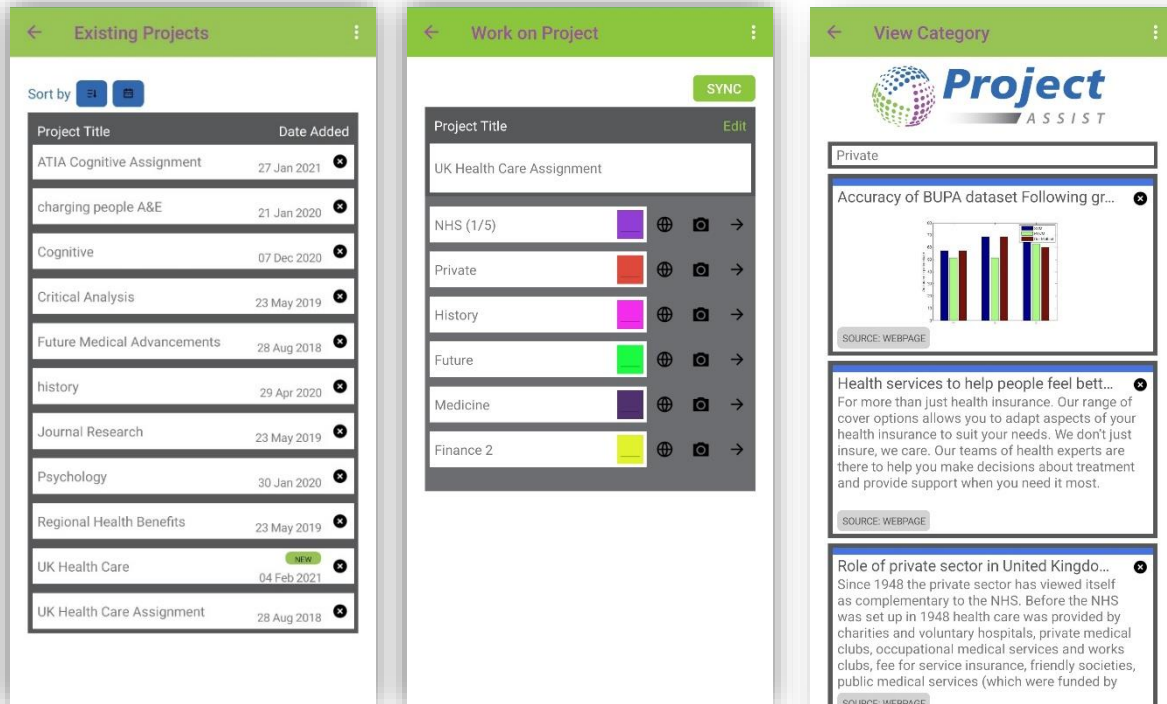 Existing Projects
Sort by
Project Title Date Added
ATIA Cognitive Assignment 27 Jan 2021
charging people A&E 21 Jan 2020
Cognitive 07 Dec 2020
Critical Analysis 23 May 2019
Future Medical Advancements 28 Aug 2018
history 29 Apr 2020
Journal Research 23 May 2019
Psychology 30 Jan 2020
Regional Health Benefits 23 May 2019
NEW
UK Health Care 04 Feb 2021
UK Health Care Assignment 28 Aug 2018
Work on Project
SYNC
Project Title Edit
UK Health Care Assignment
NHS (1/5)
Private
History
Future
Medicine
Finance 2
View Category
Project
ASSIST
Private
Accuracy of BUPA dataset Following gr...
SOURCE: WEBPAGE
Health services to help people feel bett...
For more than just health insurance. Our range of
cover options allows you to adapt aspects of your
health insurance to suit your needs. We don't just
insure, we care. Our teams of health experts are
there to help you make decisions about treatment
and provide support when you need it most.
SOURCE: WEBPAGE
Role of private sector in United Kingdo...
Since 1948 the private sector has viewed itself
as complementary to the NHS. Before the NHS
was set up in 1948 health care was provided by
charities and voluntary hospitals, private medical
clubs, occupational medical services and works
clubs, fee for service insurance, friendly societies,
public medical services (which were funded by
SOURCE: WEBPAGE